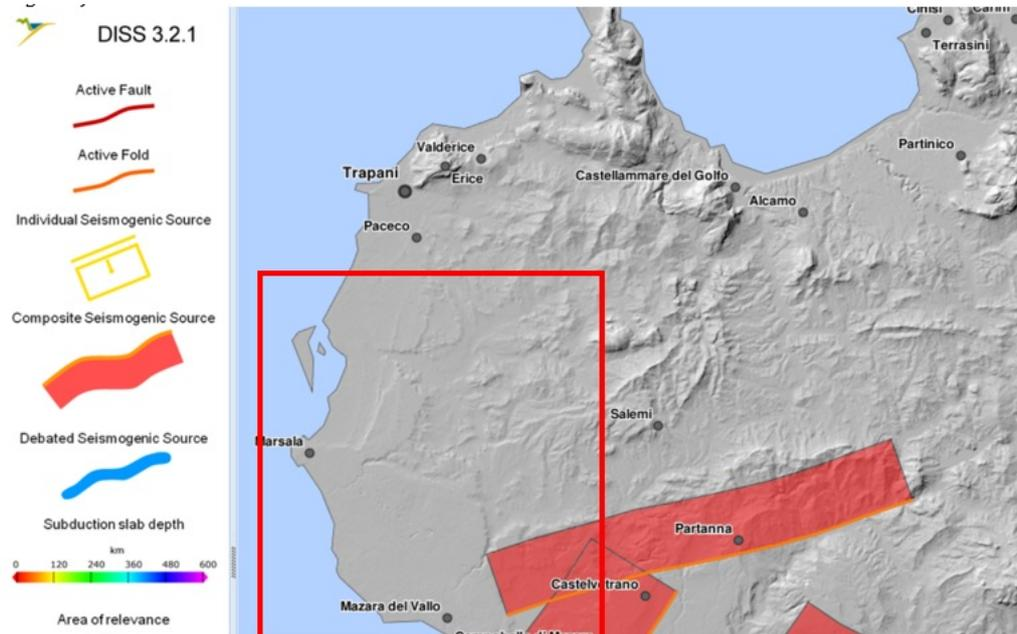 DISS 3.2.1
Active Fault
Active Fold
Individual Seismogenic Source
Composite Seismogenic Source
Debated Seismogenic Source
Subduction slab depth
km
0 120 240 360 480 600
Area of relevance
Cinisi
Carini
Terrasini
Partinico
Valderice
Trapani
Erice
Castellammare del Golfo
Alcamo
Paceco
Salemi
Marsala
Partanna
Castelvetrano
Mazara del Vallo